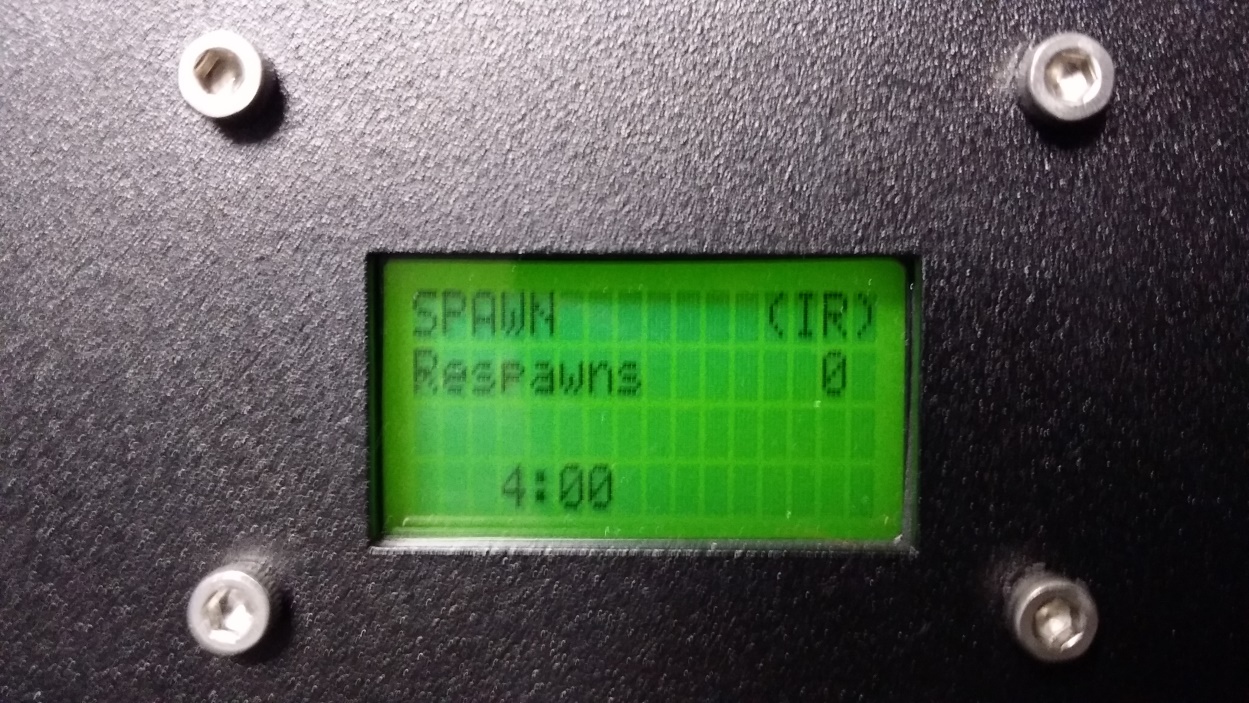 SPAWN (IR)
Respawns 0
4:00